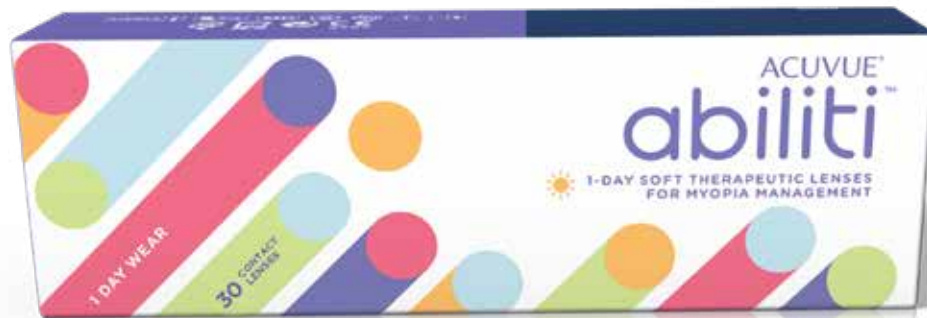 ACUVUE®
abiliti™
1-DAY SOFT THERAPEUTIC LENSES
FOR MYOPIA MANAGEMENT
1 DAY WEAR
30 CONTACT
LENSES